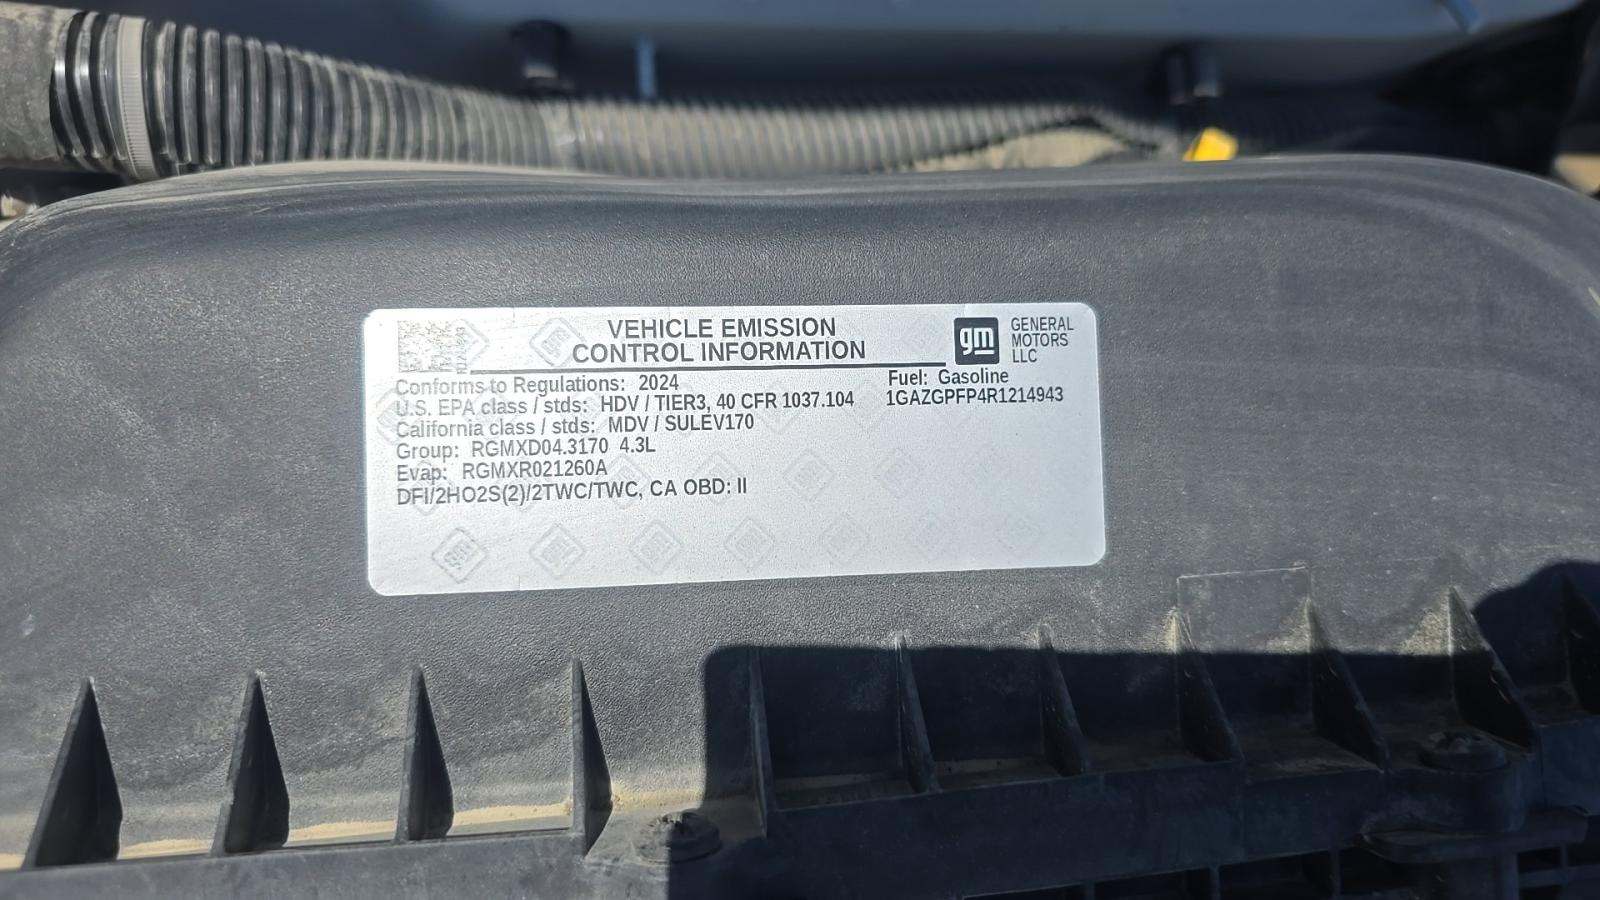 VEHICLE EMISSION
CONTROL INFORMATION
gm
GENERAL
MOTORS
LLC
Conforms to Regulations: 2024
Fuel: Gasoline
U.S. EPA class / stds: HDV / TIER3, 40 CFR 1037.104
1GAZGPFP4R1214943
California class / stds: MDV / SULEV170
Group: RGMXD04.3170 4.3L
Evap: RGMXR021260A
DFI/2HO2S(2)/2TWC/TWC, CA OBD: II